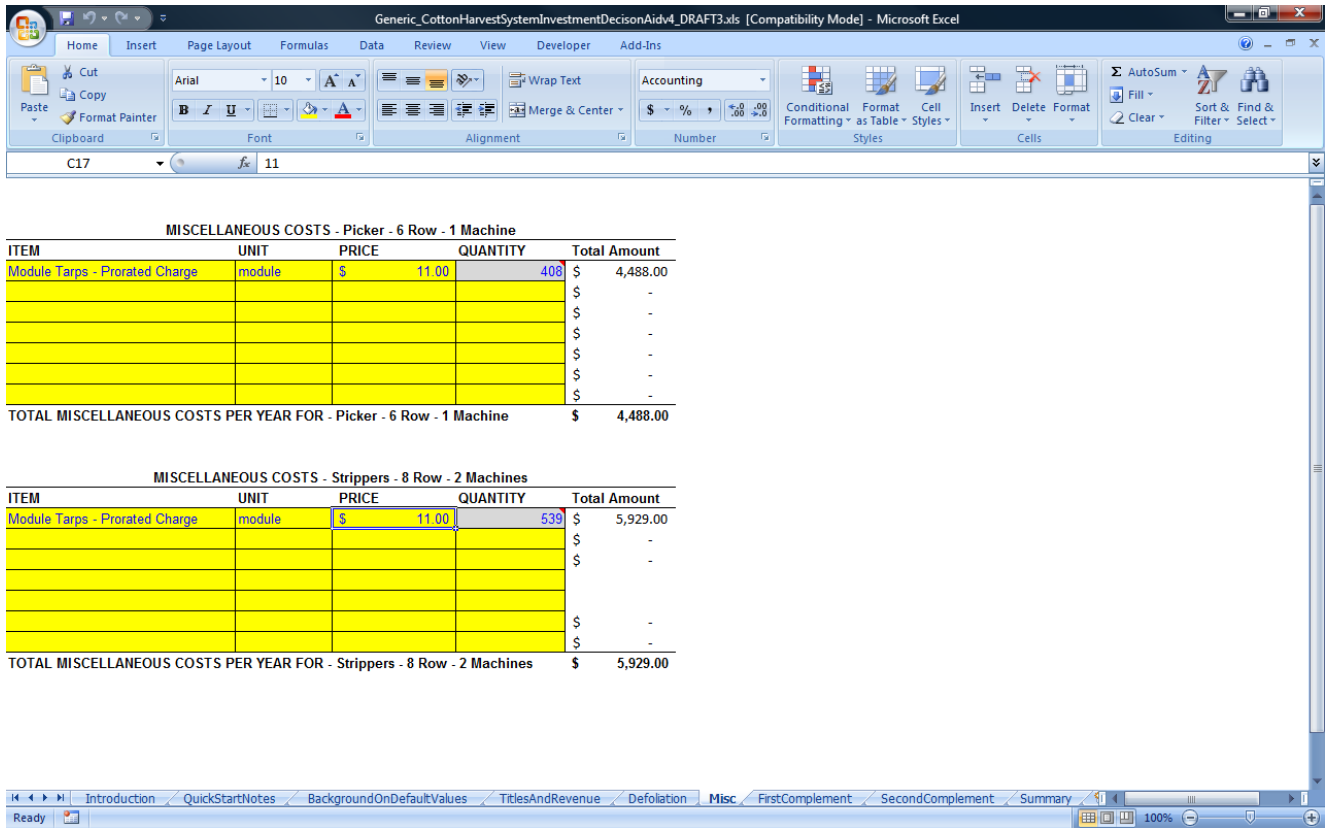 Generic_CottonHarvestSystemInvestmentDecisonAidv4_DRAFT3.xls [Compatibility Mode] - Microsoft Excel
Home Insert Page Layout Formulas Data Review View Developer Add-Ins
Cut Arial 10 Wrap Text Accounting Σ AutoSum
Copy Fill
Paste Format Painter B I U A Merge & Center $ % , Conditional Formatting Format as Table Cell Styles Insert Delete Format Clear Sort & Filter Find & Select
Clipboard Font Alignment Number Styles Cells Editing
C17 fx 11
MISCELLANEOUS COSTS - Picker - 6 Row - 1 Machine
ITEM UNIT PRICE QUANTITY Total Amount
Module Tarps - Prorated Charge module $ 11.00 408 $ 4,488.00
$ -
$ -
$ -
$ -
$ -
$ -
TOTAL MISCELLANEOUS COSTS PER YEAR FOR - Picker - 6 Row - 1 Machine $ 4,488.00
MISCELLANEOUS COSTS - Strippers - 8 Row - 2 Machines
ITEM UNIT PRICE QUANTITY Total Amount
Module Tarps - Prorated Charge module $ 11.00 539 $ 5,929.00
$ -
$ -
$ -
$ -
TOTAL MISCELLANEOUS COSTS PER YEAR FOR - Strippers - 8 Row - 2 Machines $ 5,929.00
Introduction QuickStartNotes BackgroundOnDefaultValues TitlesAndRevenue Defoliation Misc FirstComplement SecondComplement Summary
Ready 100%